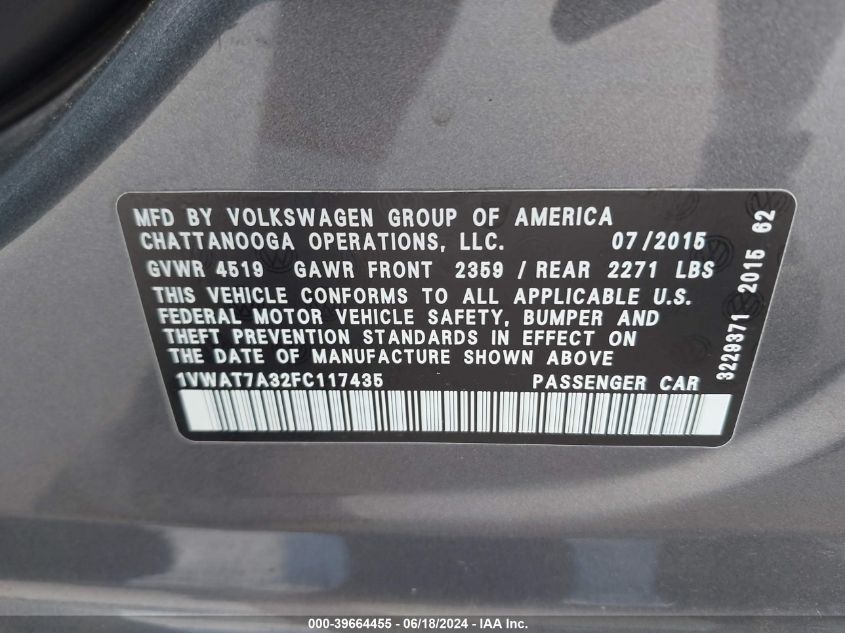 MFD BY VOLKSWAGEN GROUP OF AMERICA
CHATTANOOGA OPERATIONS, LLC. 07/2015
GVWR 4519 GAWR FRONT 2359 / REAR 2271 LBS
THIS VEHICLE CONFORMS TO ALL APPLICABLE U.S.
FEDERAL MOTOR VEHICLE SAFETY, BUMPER AND
THEFT PREVENTION STANDARDS IN EFFECT ON
THE DATE OF MANUFACTURE SHOWN ABOVE
1VWAT7A32FC117435 PASSENGER CAR
3229371 2015 62
000-39664455 - 06/18/2024 - IAA Inc.